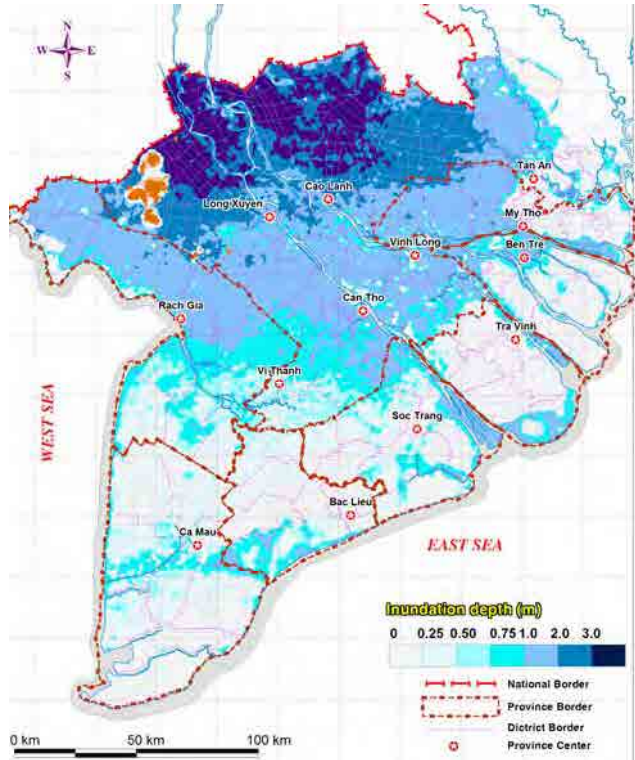 N
W E
S
Tan An
Cao Lanh
Long Xuyen
My Tho
Vinh Long
Ben Tre
Rach Gia
Can Tho
Tra Vinh
Vi Thanh
WEST SEA
Soc Trang
Bac Lieu
Ca Mau
EAST SEA
Inundation depth (m)
0 0.25 0.50 0.75 1.0 2.0 3.0
National Border
Province Border
District Border
Province Center
0 km 50 km 100 km